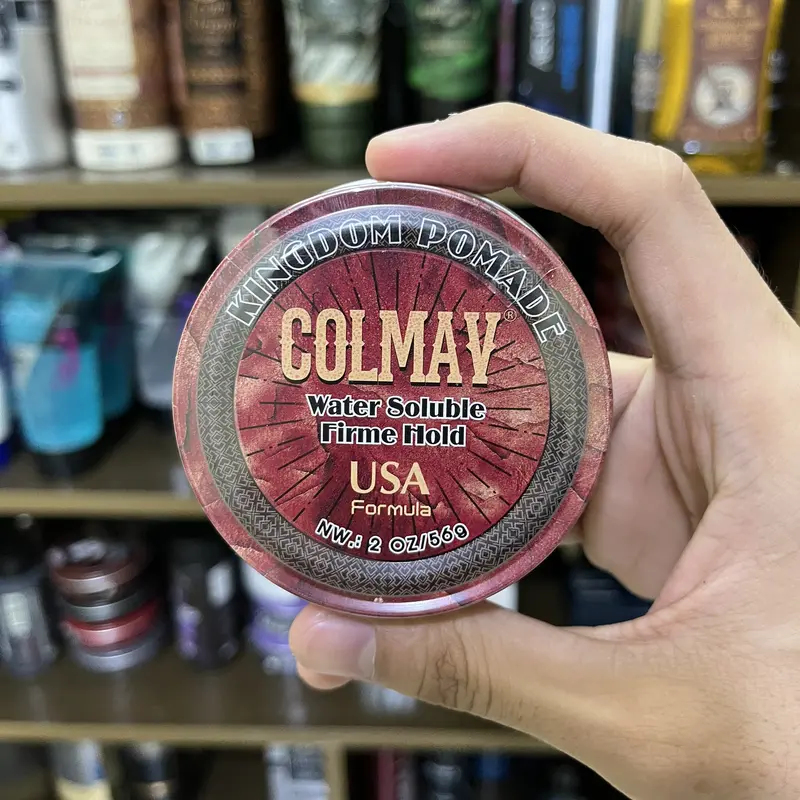 KINGDOM POMADE
COLMAV®
Water Soluble
Firme Hold
USA
Formula
NW.: 2 OZ/56g